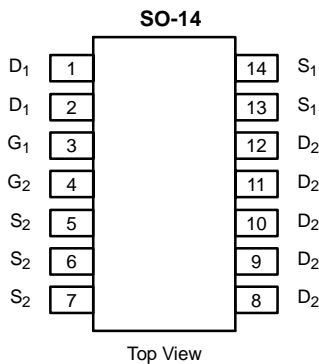 SO-14
D1 1 14 S1
D1 2 13 S1
G1 3 12 D2
G2 4 11 D2
S2 5 10 D2
S2 6 9 D2
S2 7 8 D2
Top View